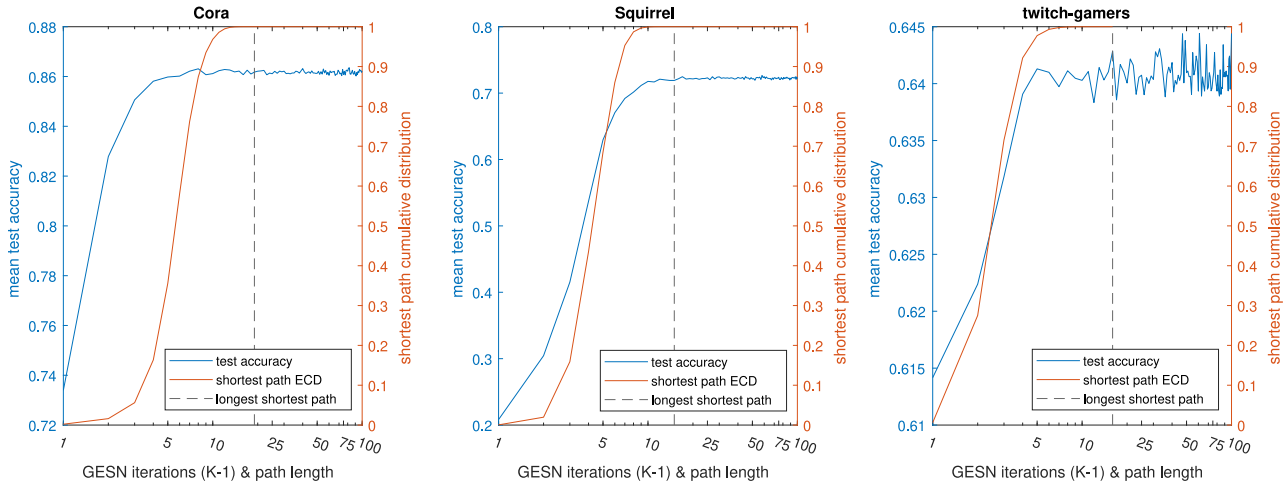 Cora
0.88
0.86
0.84
0.82
0.8
0.78
0.76
0.74
0.72
mean test accuracy
1
0.9
0.8
0.7
0.6
0.5
0.4
0.3
0.2
0.1
0
shortest path cumulative distribution
test accuracy
shortest path ECD
longest shortest path
1 5 10 25 50 75 100
GESN iterations (K-1) & path length
Squirrel
0.8
0.7
0.6
0.5
0.4
0.3
0.2
mean test accuracy
1
0.9
0.8
0.7
0.6
0.5
0.4
0.3
0.2
0.1
0
shortest path cumulative distribution
test accuracy
shortest path ECD
longest shortest path
1 5 10 25 50 75 100
GESN iterations (K-1) & path length
twitch-gamers
0.645
0.64
0.635
0.63
0.625
0.62
0.615
0.61
mean test accuracy
1
0.9
0.8
0.7
0.6
0.5
0.4
0.3
0.2
0.1
0
shortest path cumulative distribution
test accuracy
shortest path ECD
longest shortest path
1 5 10 25 50 75 100
GESN iterations (K-1) & path length